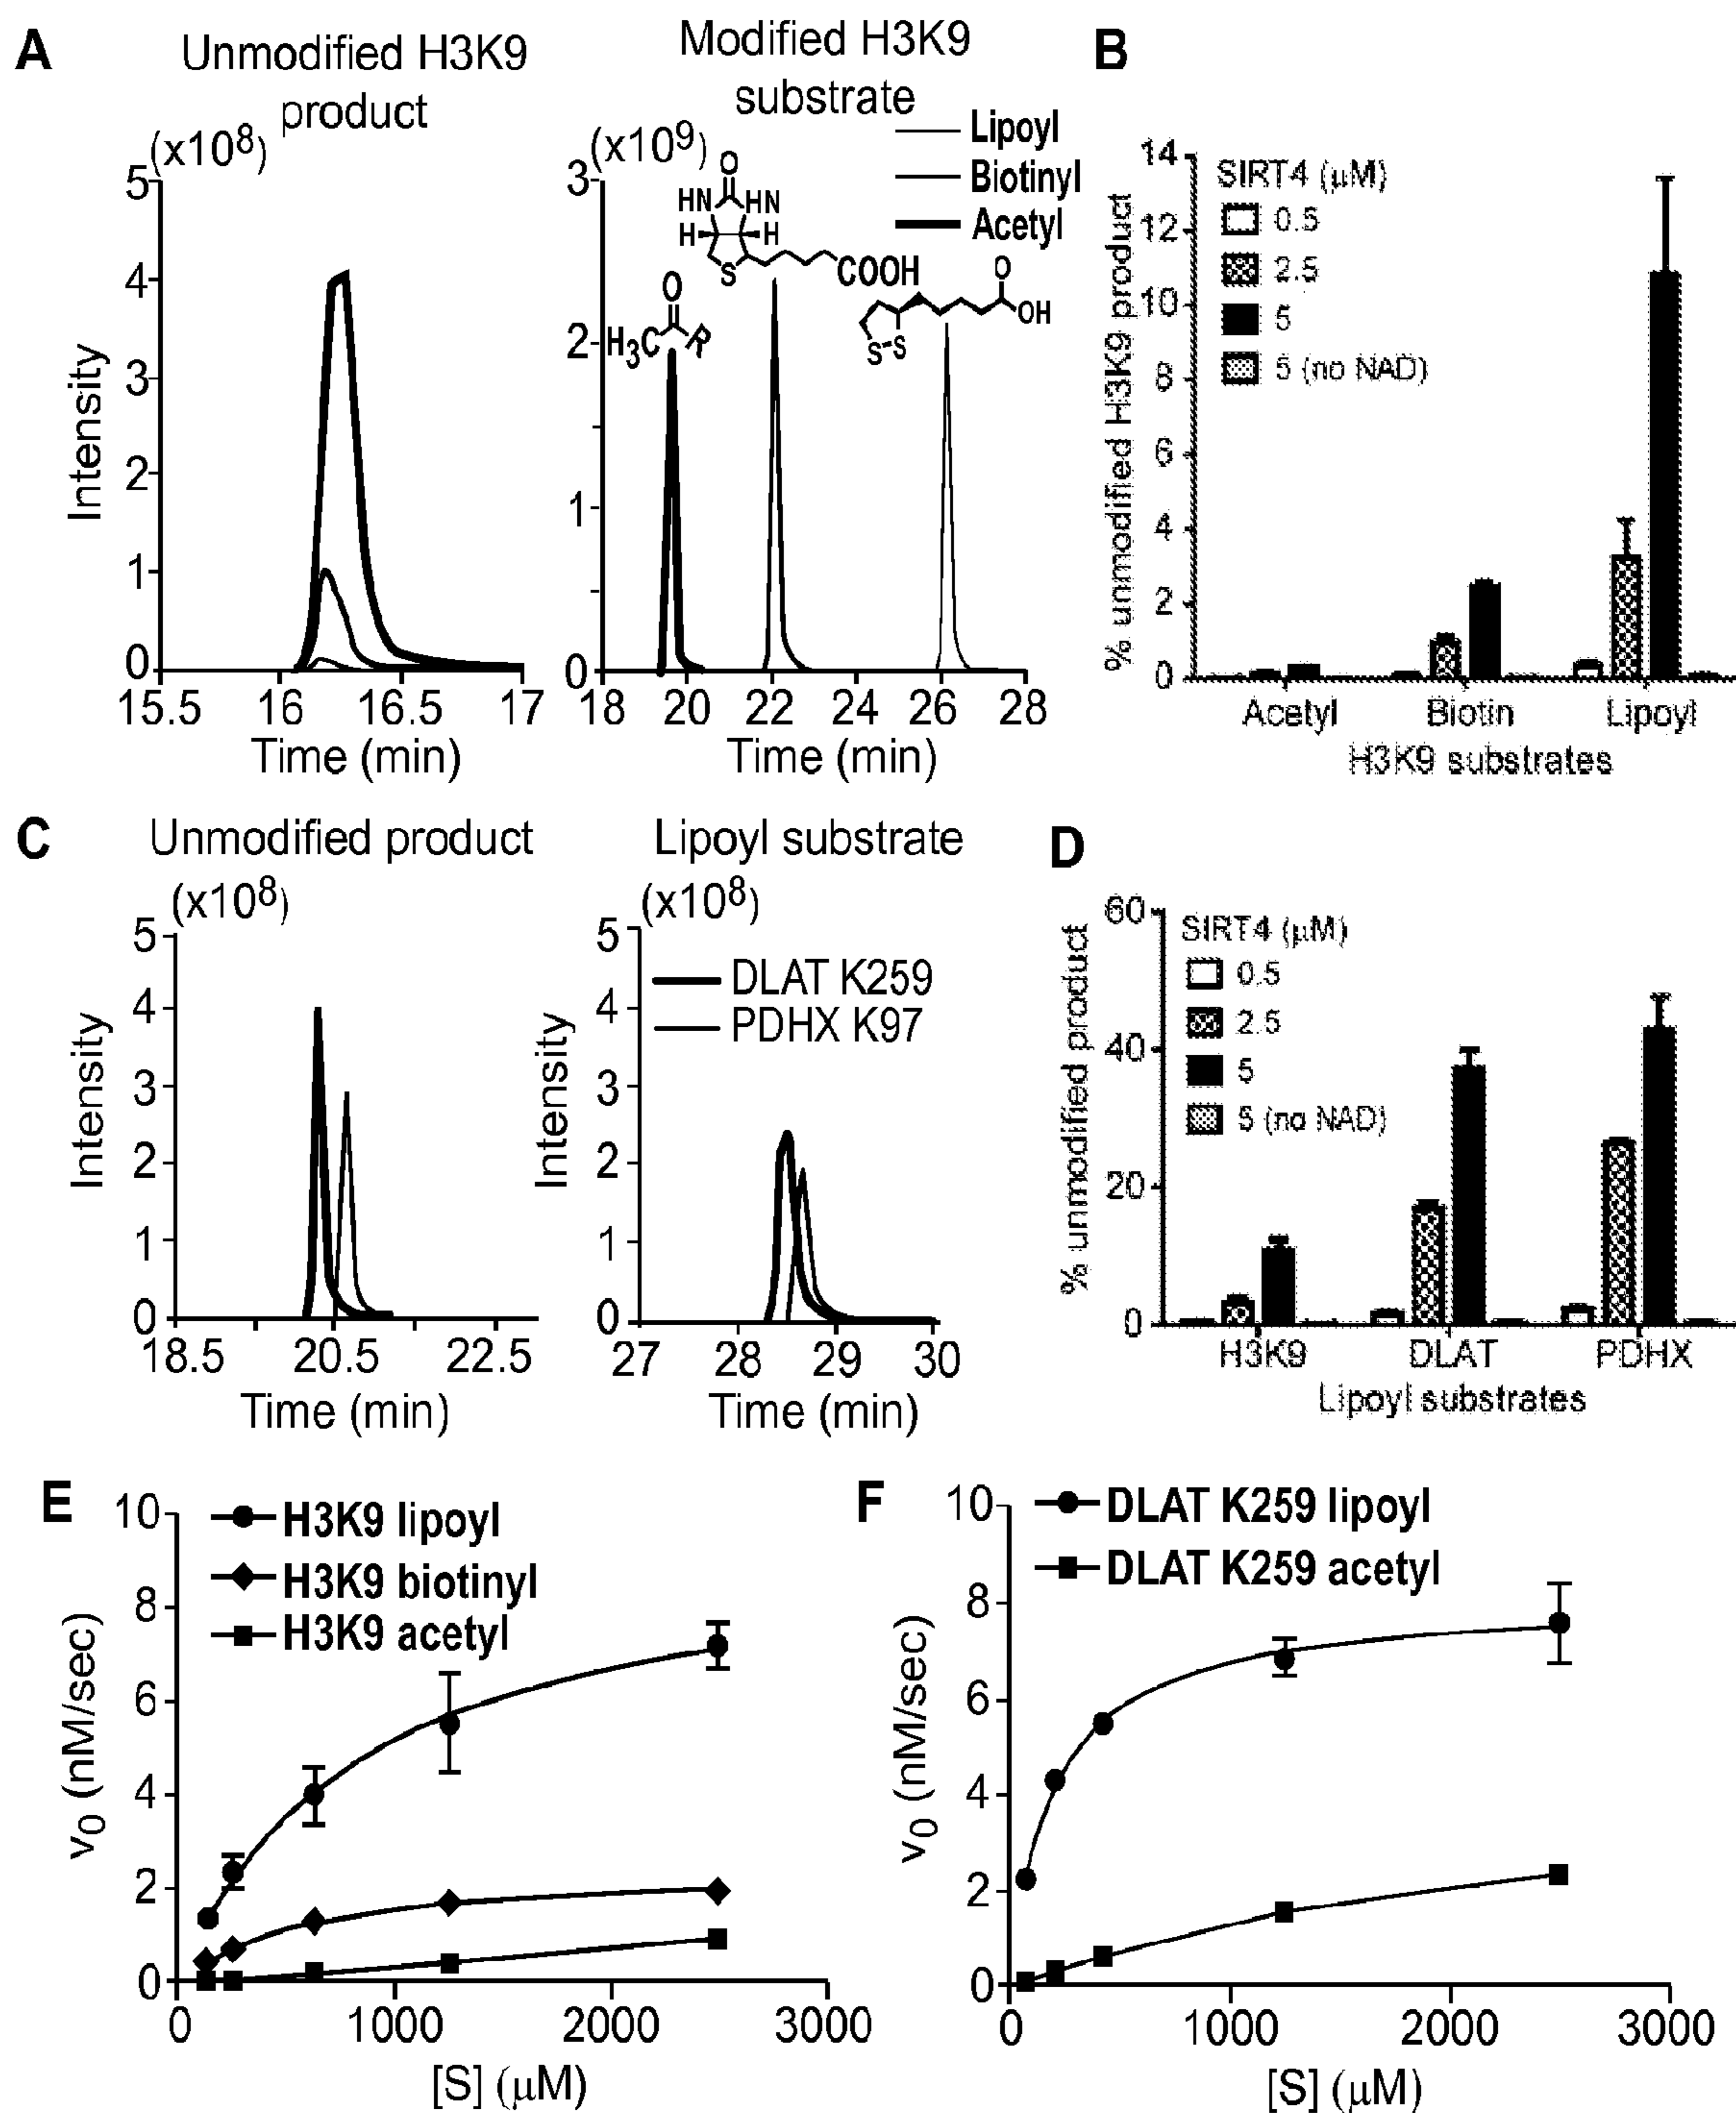 A
Unmodified H3K9
product
(x10⁸)
5
4
3
2
1
0
Intensity
15.5 16 16.5 17
Time (min)
Modified H3K9
substrate
(x10⁹)
Lipoyl
Biotinyl
Acetyl
3
2
1
0
O
HN HN
H H
S
COOH
O
H₃C R
O
OH
S-S
18 20 22 24 26 28
Time (min)
B
14
12
10
8
6
4
2
0
% unmodified H3K9 product
SIRT4 (μM)
0.5
2.5
5
5 (no NAD)
Acetyl Biotin Lipoyl
H3K9 substrates
C
Unmodified product
(x10⁸)
5
4
3
2
1
0
Intensity
18.5 20.5 22.5
Time (min)
Lipoyl substrate
(x10⁸)
5
4
3
2
1
0
Intensity
DLAT K259
PDHX K97
27 28 29 30
Time (min)
D
60
40
20
0
% unmodified product
SIRT4 (μM)
0.5
2.5
5
5 (no NAD)
H3K9 DLAT PDHX
Lipoyl substrates
E
10
8
6
4
2
0
v₀ (nM/sec)
H3K9 lipoyl
H3K9 biotinyl
H3K9 acetyl
0 1000 2000 3000
[S] (μM)
F
10
8
6
4
2
0
v₀ (nM/sec)
DLAT K259 lipoyl
DLAT K259 acetyl
0 1000 2000 3000
[S] (μM)